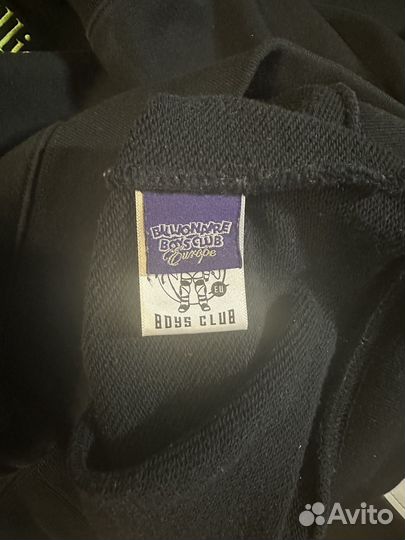 BILLIONAIRE
BOYS CLUB
Europe
EU
BOYS CLUB
Avito